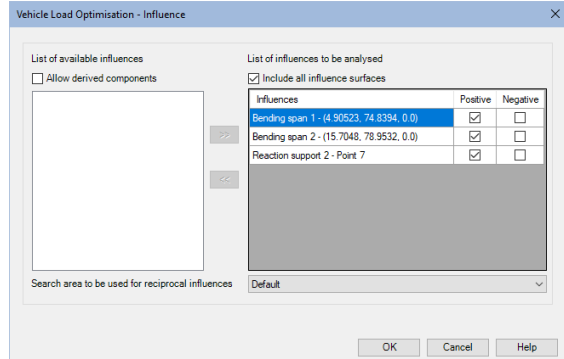 Vehicle Load Optimisation - Influence
List of available influences
Allow derived components
>>
<<
List of influences to be analysed
Include all influence surfaces
Influences Positive Negative
Bending span 1 - (4.90523, 74.8394, 0.0)
Bending span 2 - (15.7048, 78.9532, 0.0)
Reaction support 2 - Point 7
Search area to be used for reciprocal influences Default
OK Cancel Help